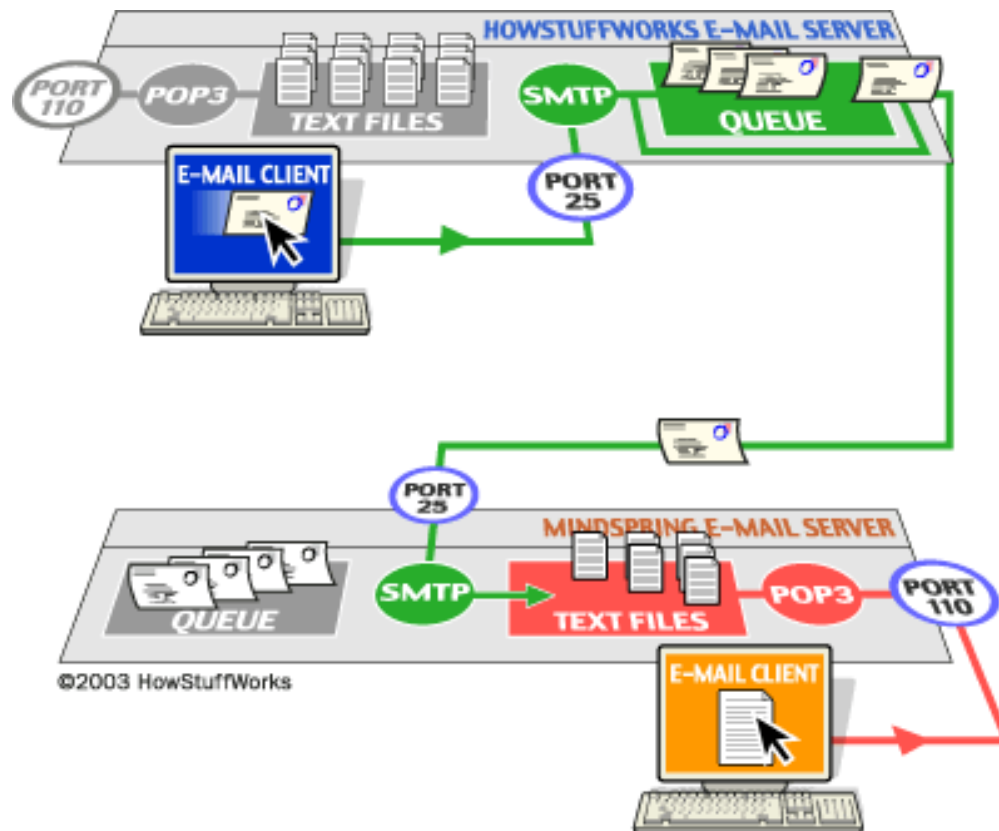 HOWSTUFFWORKS E-MAIL SERVER
PORT
110
POP3
TEXT FILES
SMTP
QUEUE
E-MAIL CLIENT
PORT
25
PORT
25
MINDSPRING E-MAIL SERVER
QUEUE
SMTP
TEXT FILES
POP3
PORT
110
©2003 HowStuffWorks
E-MAIL CLIENT